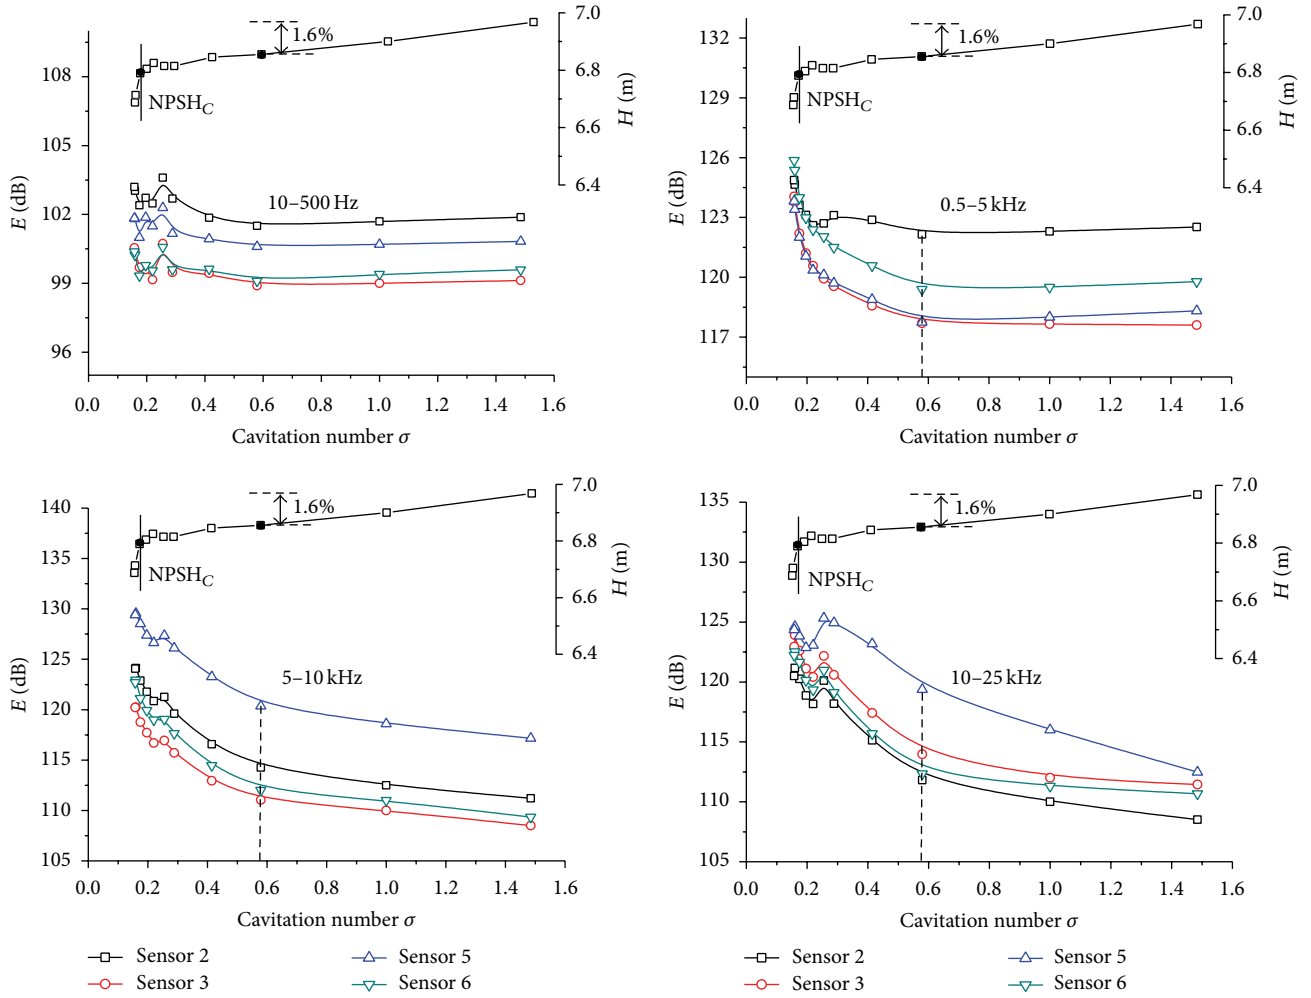 7.0
1.6%
108
6.8
NPSHC
H (m)
105
6.6
6.4
E (dB)
102
10–500 Hz
99
96
0.0 0.2 0.4 0.6 0.8 1.0 1.2 1.4 1.6
Cavitation number σ
7.0
132
1.6%
6.8
129
NPSHC
H (m)
6.6
126
6.4
E (dB)
123
0.5–5 kHz
120
117
0.0 0.2 0.4 0.6 0.8 1.0 1.2 1.4 1.6
Cavitation number σ
7.0
140
1.6%
135
6.8
NPSHC
H (m)
130
6.6
125
6.4
E (dB)
5–10 kHz
120
115
110
105
0.0 0.2 0.4 0.6 0.8 1.0 1.2 1.4 1.6
Cavitation number σ
7.0
135
1.6%
6.8
130
NPSHC
H (m)
6.6
125
6.4
E (dB)
10–25 kHz
120
115
110
105
0.0 0.2 0.4 0.6 0.8 1.0 1.2 1.4 1.6
Cavitation number σ
Sensor 2 Sensor 5
Sensor 3 Sensor 6
Sensor 2 Sensor 5
Sensor 3 Sensor 6